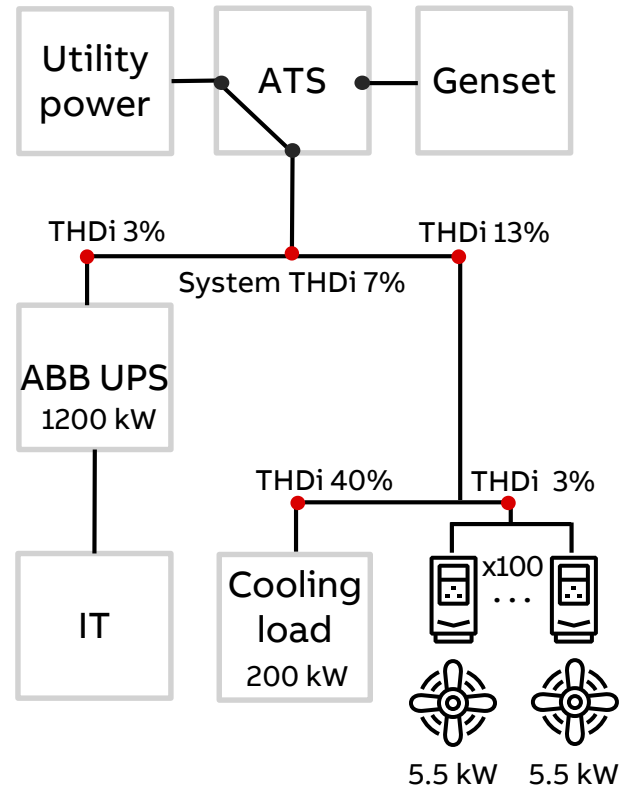 Utility
power
ATS
Genset
THDi 3%
THDi 13%
System THDi 7%
ABB UPS
1200 kW
THDi 40%
THDi 3%
IT
Cooling
load
200 kW
x100
...
5.5 kW
5.5 kW